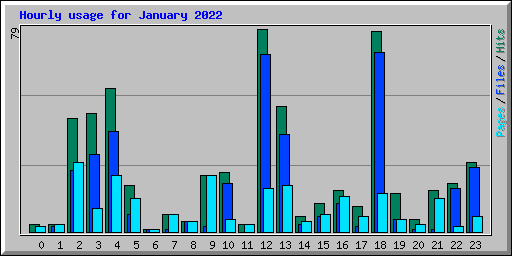 Hourly usage for January 2022
79
Pages / Files / Hits
0 1 2 3 4 5 6 7 8 9 10 11 12 13 14 15 16 17 18 19 20 21 22 23